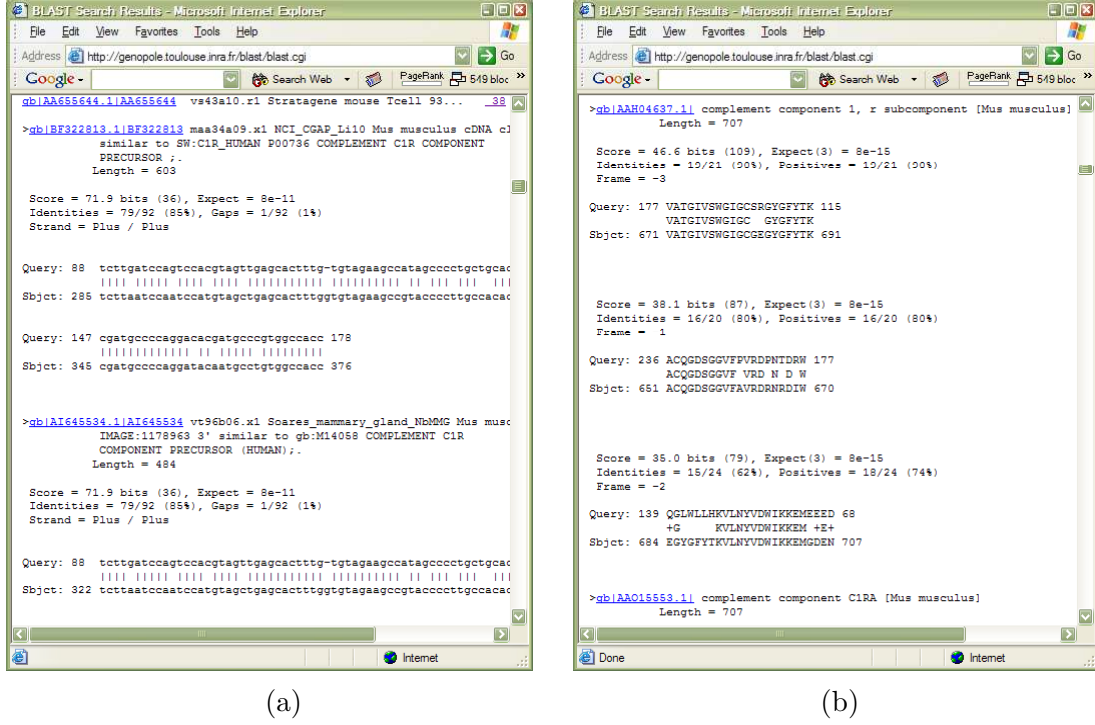 BLAST Search Results - Microsoft Internet Explorer
File Edit View Favorites Tools Help
Address http://genopole.toulouse.inra.fr/blast/blast.cgi Go
Google - Search Web PageRank 549 bloc »
gb|AA655644.1|AA655644 vs43a10.r1 Stratagene mouse Tcell 93... 38
>gb|BF322813.1|BF322813 maa34a09.x1 NCI_CGAP_Li10 Mus musculus cDNA cl
similar to SW:C1R_HUMAN P00736 COMPLEMENT C1R COMPONENT
PRECURSOR ;.
Length = 603
Score = 71.9 bits (36), Expect = 8e-11
Identities = 79/92 (85%), Gaps = 1/92 (1%)
Strand = Plus / Plus
Query: 88 tcttgatccagtccacgtagttgagcactttg-tgtagaagccatagcccctgctgcac
|||| ||||| |||| |||| ||||||||||| ||||||||||| || ||| ||| |||
Sbjct: 285 tcttaatccaatccatgtagctgagcactttggtgtagaagccgtaccccttgccacac
Query: 147 cgatgccccaggacacgatgcccgtggccacc 178
||||||||||||| || ||||| |||||||||
Sbjct: 345 cgatgccccaggatacaatgcctgtggccacc 376
>gb|AI645534.1|AI645534 vt96b06.x1 Soares_mammary_gland_NbMMG Mus musc
IMAGE:1178963 3' similar to gb:M14058 COMPLEMENT C1R
COMPONENT PRECURSOR (HUMAN);.
Length = 484
Score = 71.9 bits (36), Expect = 8e-11
Identities = 79/92 (85%), Gaps = 1/92 (1%)
Strand = Plus / Plus
Query: 88 tcttgatccagtccacgtagttgagcactttg-tgtagaagccatagcccctgctgcac
|||| ||||| |||| |||| ||||||||||| ||||||||||| || ||| ||| |||
Sbjct: 322 tcttaatccaatccatgtagctgagcactttggtgtagaagccgtaccccttgccacac
Internet
(a)
BLAST Search Results - Microsoft Internet Explorer
File Edit View Favorites Tools Help
Address http://genopole.toulouse.inra.fr/blast/blast.cgi Go
Google - Search Web PageRank 549 bloc »
>gb|AAH04637.1| complement component 1, r subcomponent [Mus musculus]
Length = 707
Score = 46.6 bits (109), Expect(3) = 8e-15
Identities = 19/21 (90%), Positives = 19/21 (90%)
Frame = -3
Query: 177 VATGIVSWGIGCSRGYGFYTK 115
VATGIVSWGIGC GYGFYTK
Sbjct: 671 VATGIVSWGIGCGEGYGFYTK 691
Score = 38.1 bits (87), Expect(3) = 8e-15
Identities = 16/20 (80%), Positives = 16/20 (80%)
Frame = 1
Query: 236 ACQGDSGGVFPVRDPNTDRW 177
ACQGDSGGVF VRD N D W
Sbjct: 651 ACQGDSGGVFAVRDRNRDIW 670
Score = 35.0 bits (79), Expect(3) = 8e-15
Identities = 15/24 (62%), Positives = 18/24 (74%)
Frame = -2
Query: 139 QGLWLLHKVLNYVDWIKKEMEEED 68
+G KVLNYVDWIKKEM +E+
Sbjct: 684 EGYGFYTKVLNYVDWIKKEMGDEN 707
>gb|AAO15553.1| complement component C1RA [Mus musculus]
Length = 707
Done Internet
(b)